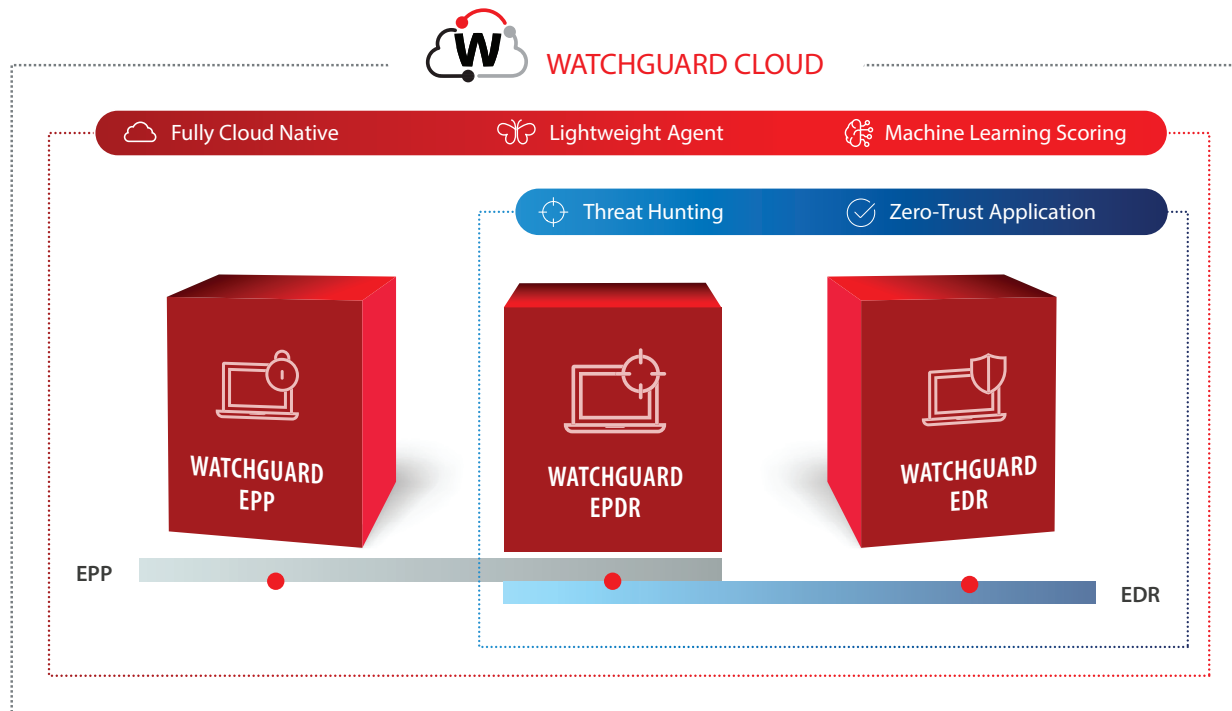 W
WATCHGUARD CLOUD
Fully Cloud Native
Lightweight Agent
Machine Learning Scoring
Threat Hunting
Zero-Trust Application
WATCHGUARD
EPP
WATCHGUARD
EPDR
WATCHGUARD
EDR
EPP
EDR